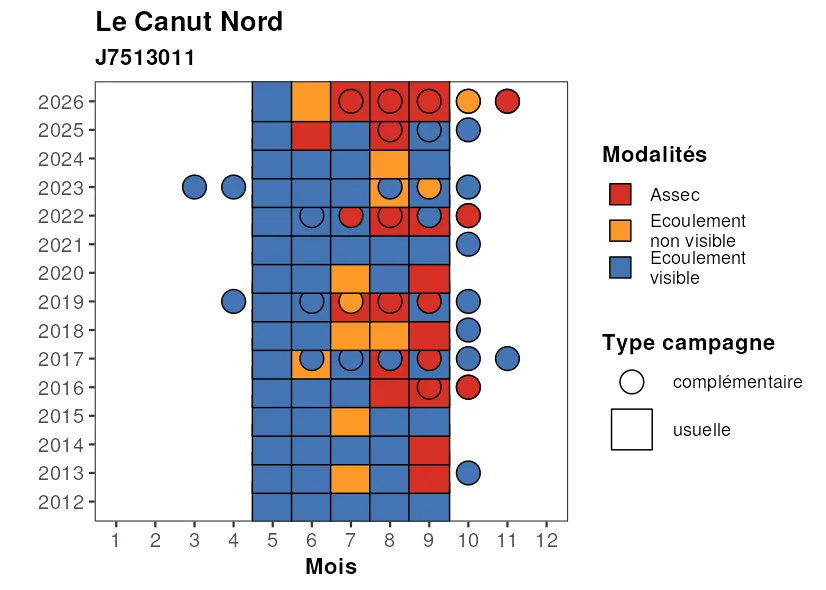 Le Canut Nord
J7513011
2026
2025
2024
2023
2022
2021
2020
2019
2018
2017
2016
2015
2014
2013
2012
1 2 3 4 5 6 7 8 9 10 11 12
Mois
Modalités
Assec
Ecoulement
non visible
Ecoulement
visible
Type campagne
complémentaire
usuelle